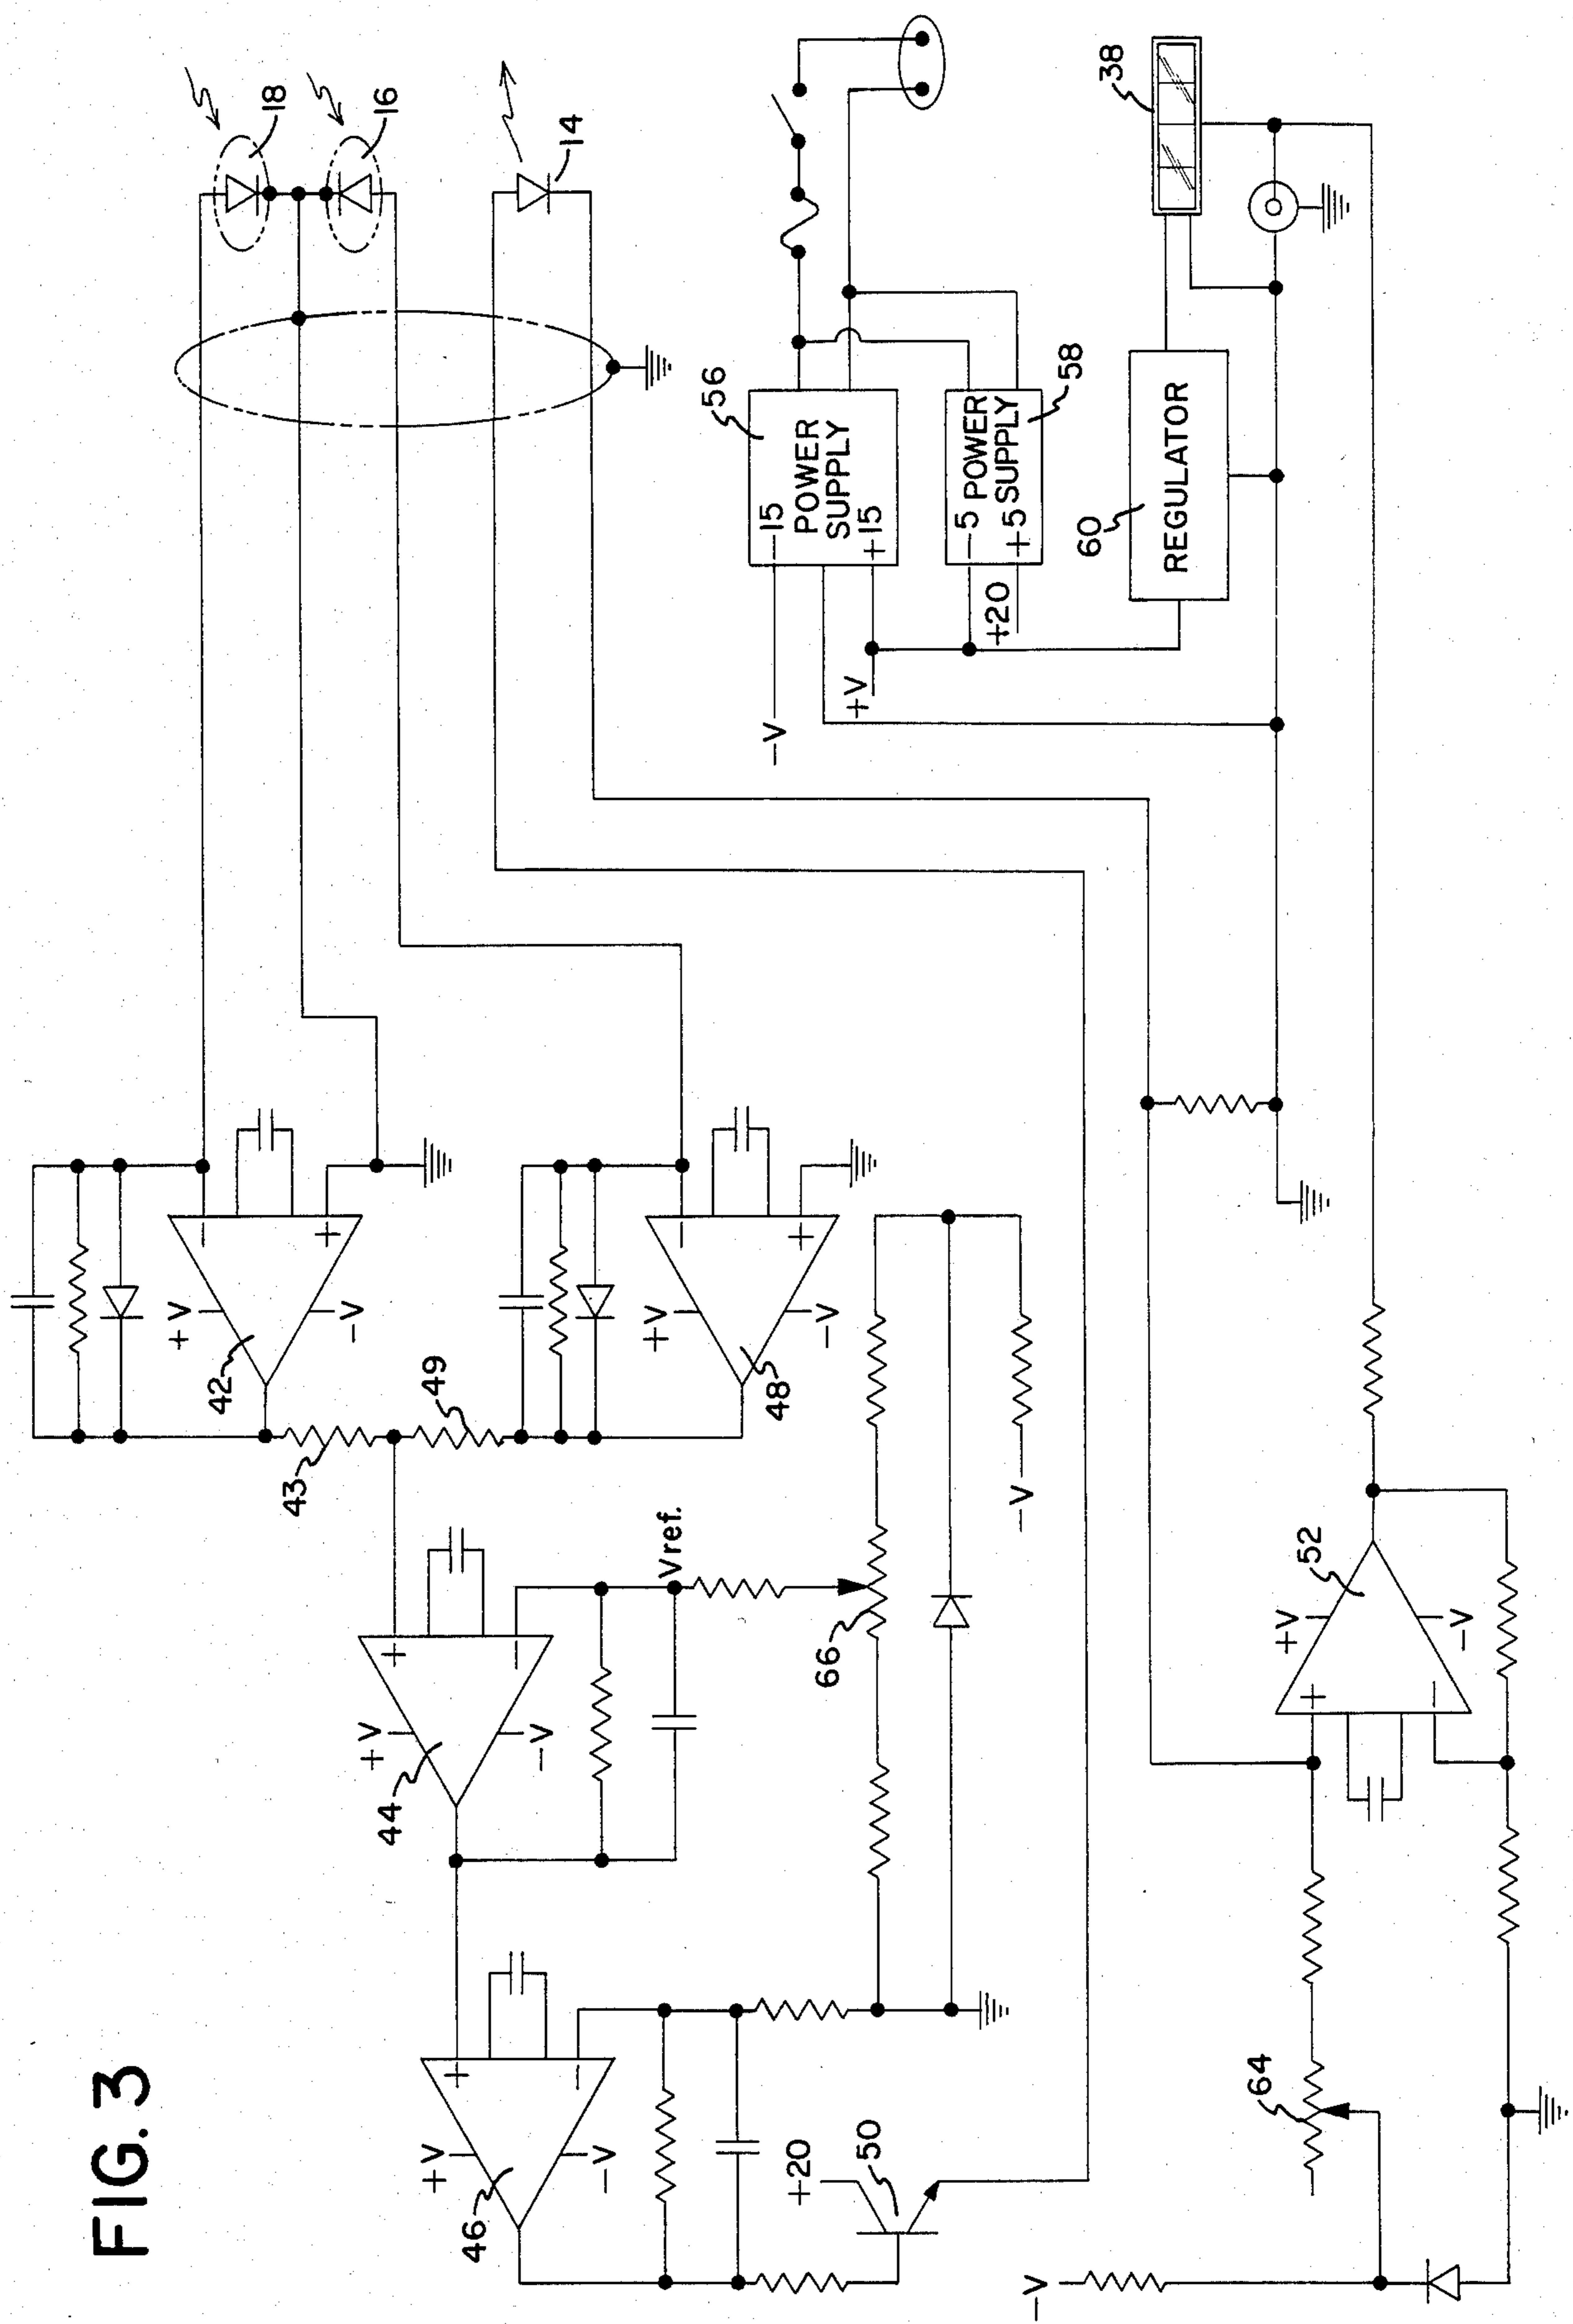 FIG. 3
18
16
14
38
56
-15
POWER
SUPPLY
+15
58
-5 POWER
+5 SUPPLY
+20
60
REGULATOR
-V
+V
42
+V
-V
43
49
48
+V
-V
44
+V
-V
Vref.
66
-V
46
+V
-V
+20
50
52
+V
-V
64
-V
+
-
+
-
+
-
+
-
+
-